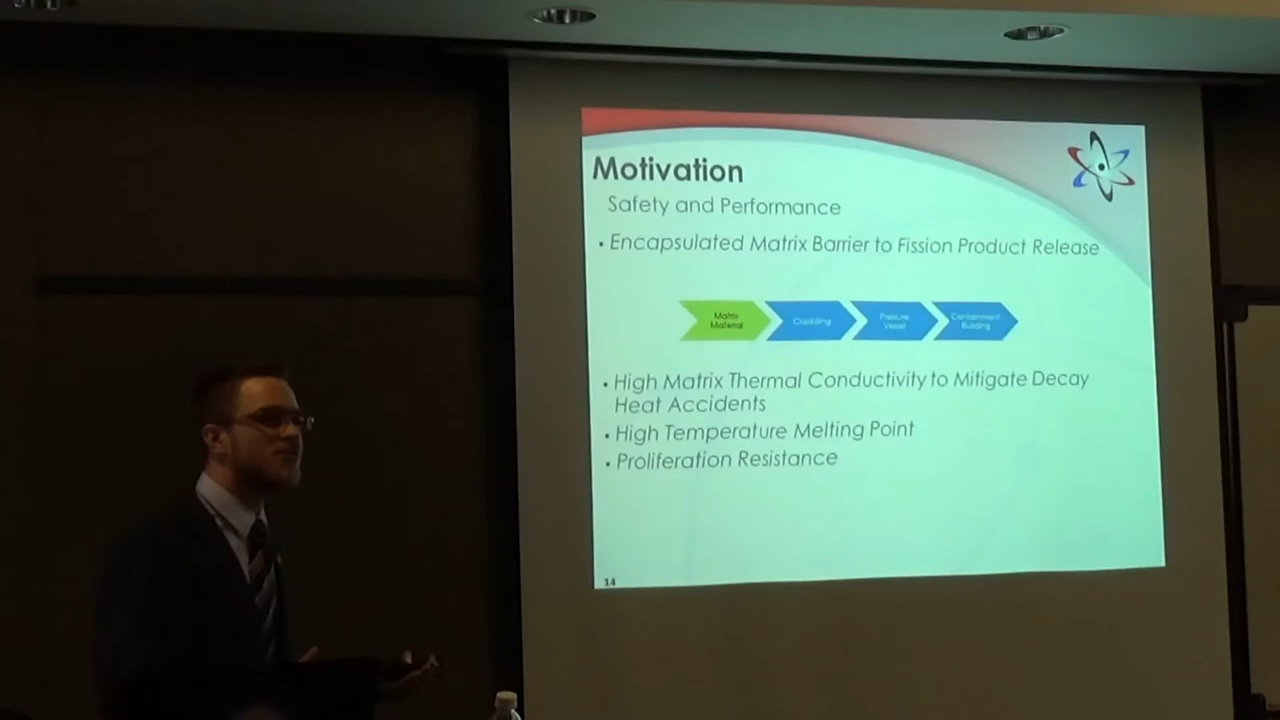 Motivation
Safety and Performance
• Encapsulated Matrix Barrier to Fission Product Release
Matrix
Material
Cladding
Pressure
Vessel
Containment
Building
• High Matrix Thermal Conductivity to Mitigate Decay
Heat Accidents
• High Temperature Melting Point
• Proliferation Resistance
14